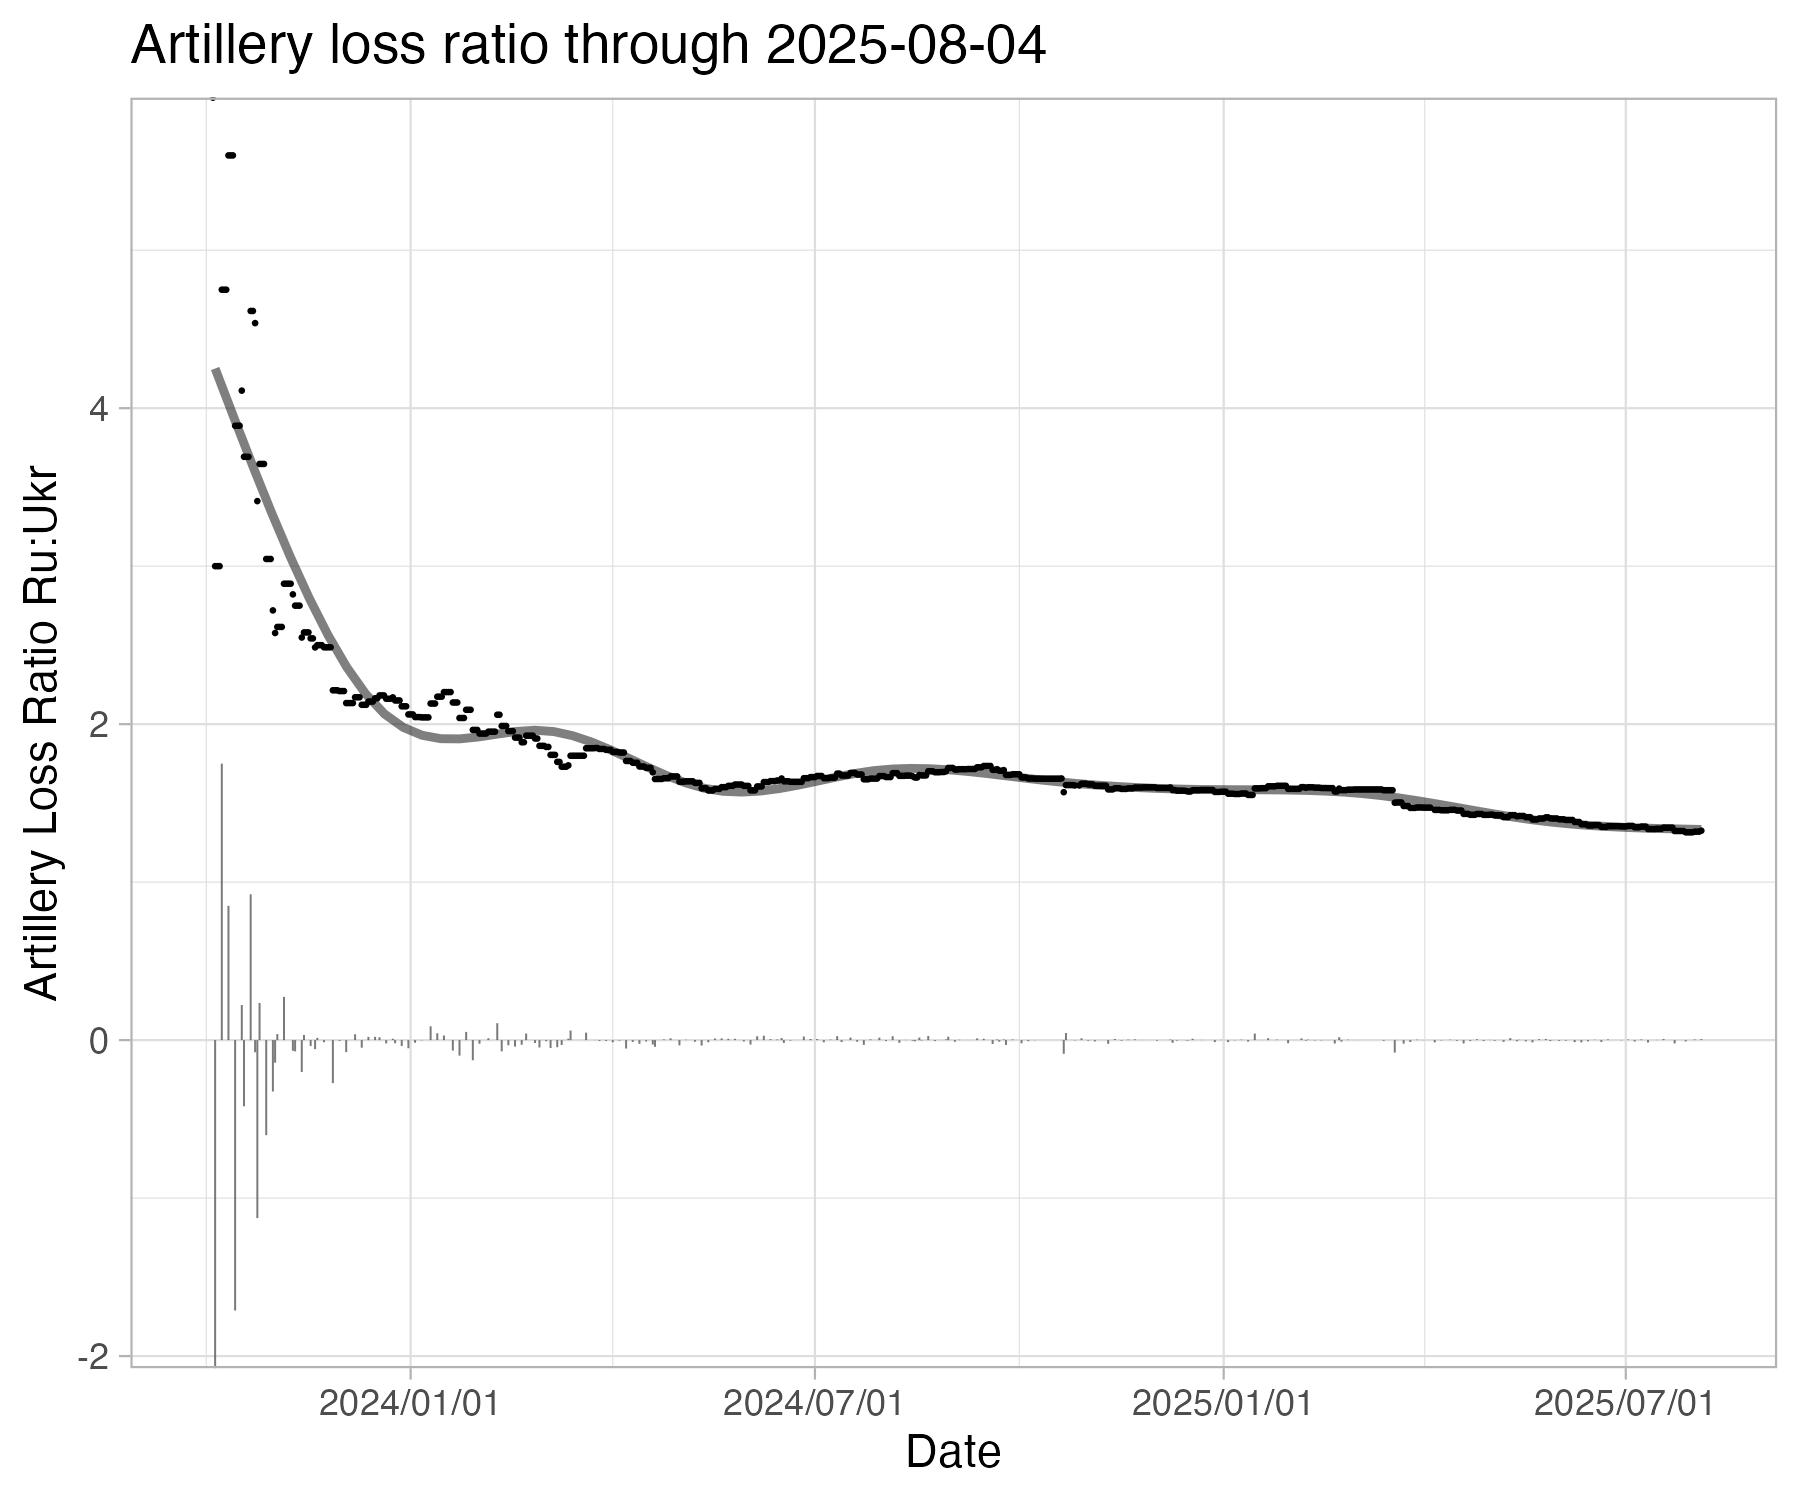 Artillery loss ratio through 2025-08-04
Artillery Loss Ratio Ru:Ukr
4
2
0
-2
2024/01/01
2024/07/01
2025/01/01
2025/07/01
Date